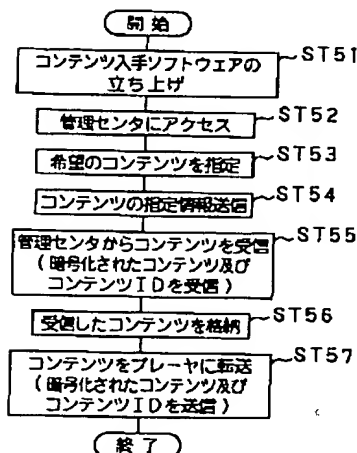 開始
コンテンツ入手ソフトウェアの
立ち上げ
ST51
管理センタにアクセス
ST52
希望のコンテンツを指定
ST53
コンテンツの指定情報送信
ST54
管理センタからコンテンツを受信
(暗号化されたコンテンツ及び
コンテンツIDを受信)
ST55
受信したコンテンツを格納
ST56
コンテンツをプレーヤに転送
(暗号化されたコンテンツ及び
コンテンツIDを送信)
ST57
終了